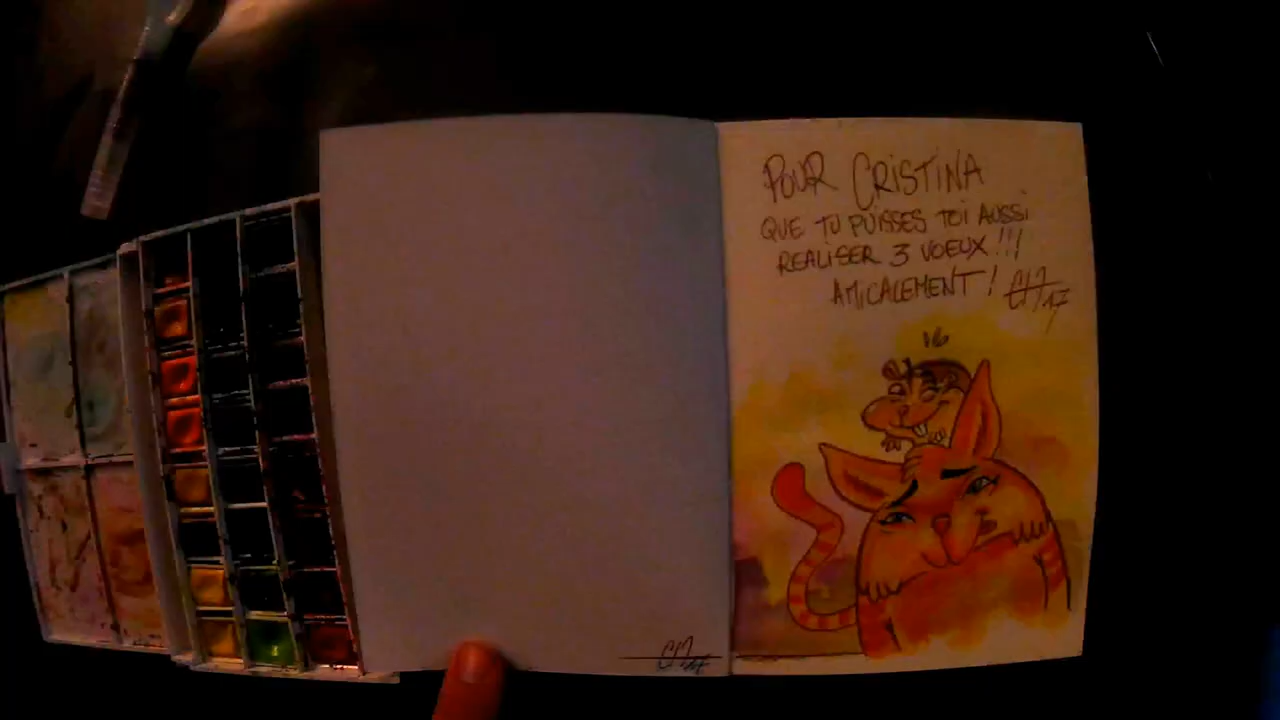 POUR CRISTINA
QUE TU PUISSES TOI AUSSI
REALISER 3 VOEUX !!!
AMICALEMENT !